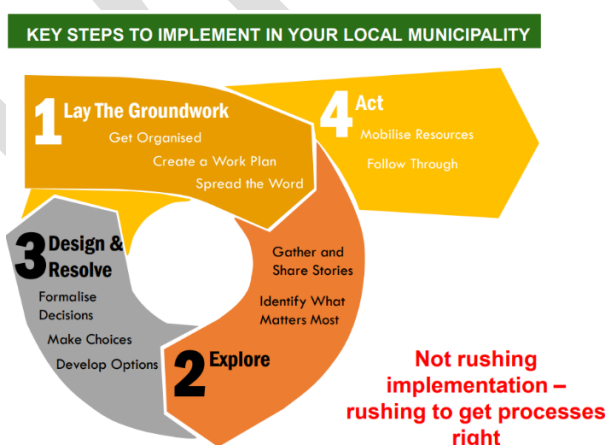 KEY STEPS TO IMPLEMENT IN YOUR LOCAL MUNICIPALITY
1 Lay The Groundwork
Get Organised
Create a Work Plan
Spread the Word
2 Explore
Gather and
Share Stories
Identify What
Matters Most
3 Design &
Resolve
Formalise
Decisions
Make Choices
Develop Options
4 Act
Mobilise Resources
Follow Through
Not rushing
implementation –
rushing to get processes
right